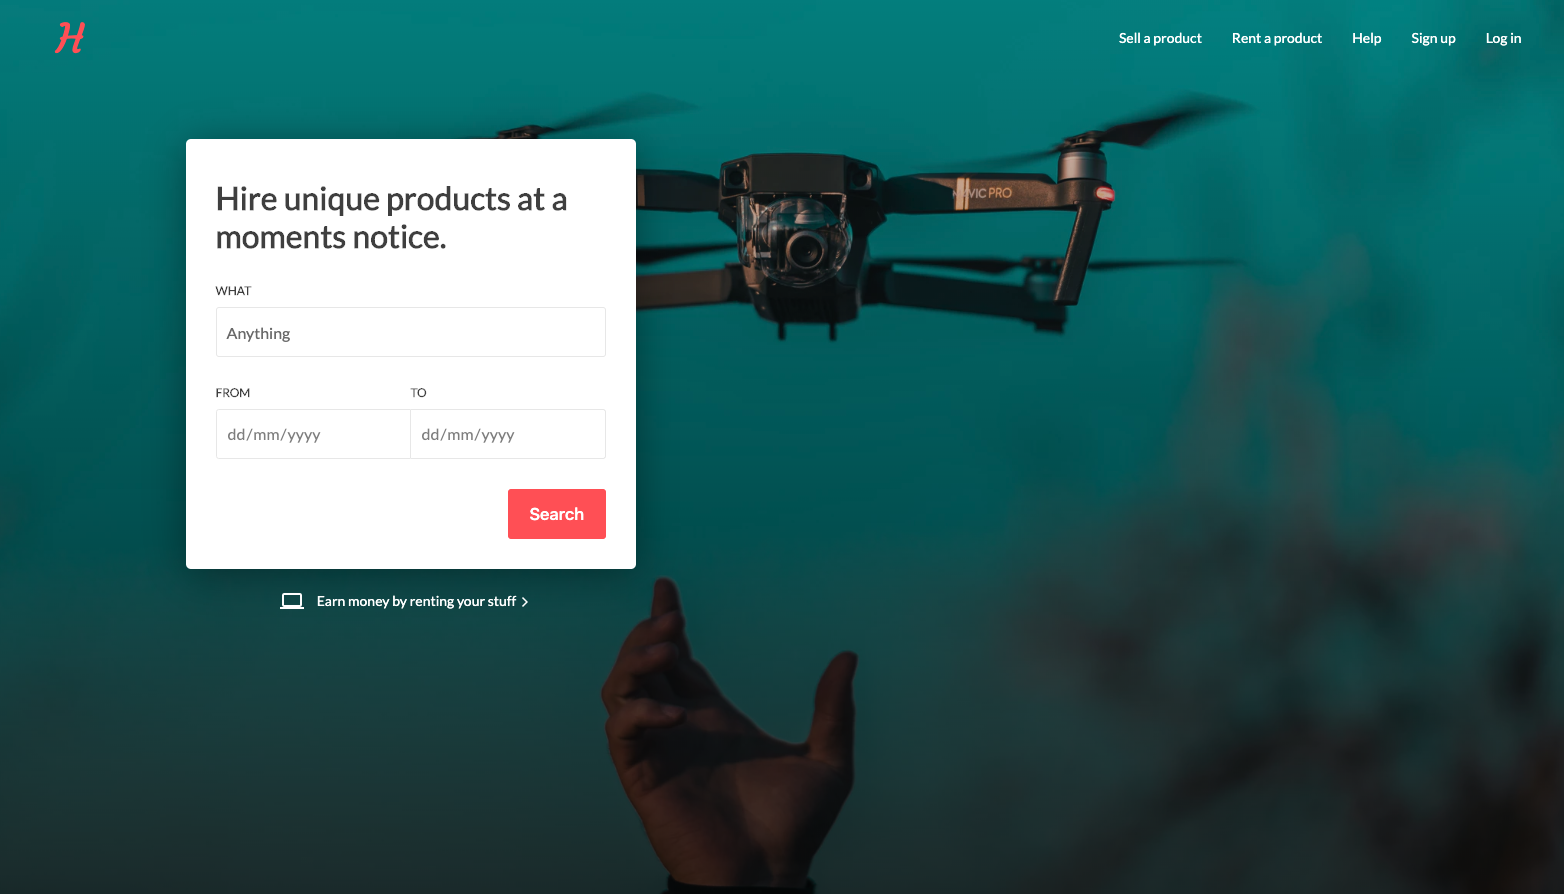 H
Sell a product
Rent a product
Help
Sign up
Log in
MAVIC PRO
Hire unique products at a
moments notice.
WHAT
Anything
FROM
TO
dd/mm/yyyy
dd/mm/yyyy
Search
Earn money by renting your stuff